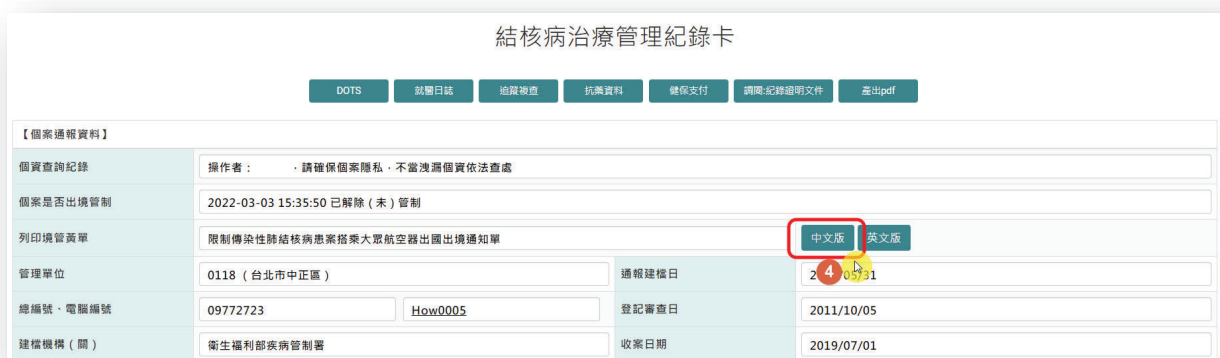 結核病治療管理紀錄卡
DOTS 就醫日誌 追蹤複查 抗藥資料 健保支付 調閱:紀錄證明文件 產出pdf
【個案通報資料】
個資查詢紀錄 操作者： ，請確保個案隱私，不當洩漏個資依法查處
個案是否出境管制 2022-03-03 15:35:50 已解除（未）管制
列印境管黃單 限制傳染性肺結核病患案搭乘大眾航空器出國出境通知單 中文版 英文版
管理單位 0118 （台北市中正區） 通報建檔日 4 05/31
總編號、電腦編號 09772723 How0005 登記審查日 2011/10/05
建檔機構（關） 衛生福利部疾病管制署 收案日期 2019/07/01